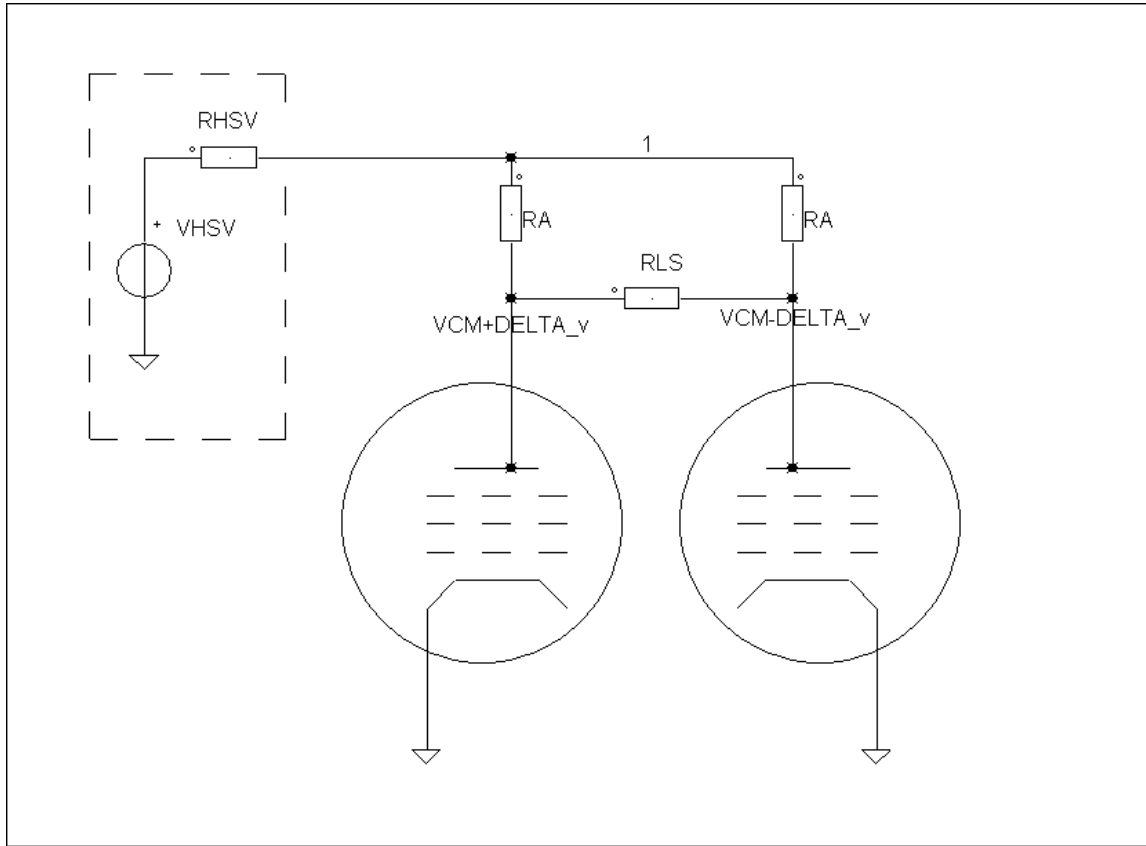 RHSV
1
+ VHSV
RA
RA
RLS
VCM+DELTA_v
VCM-DELTA_v